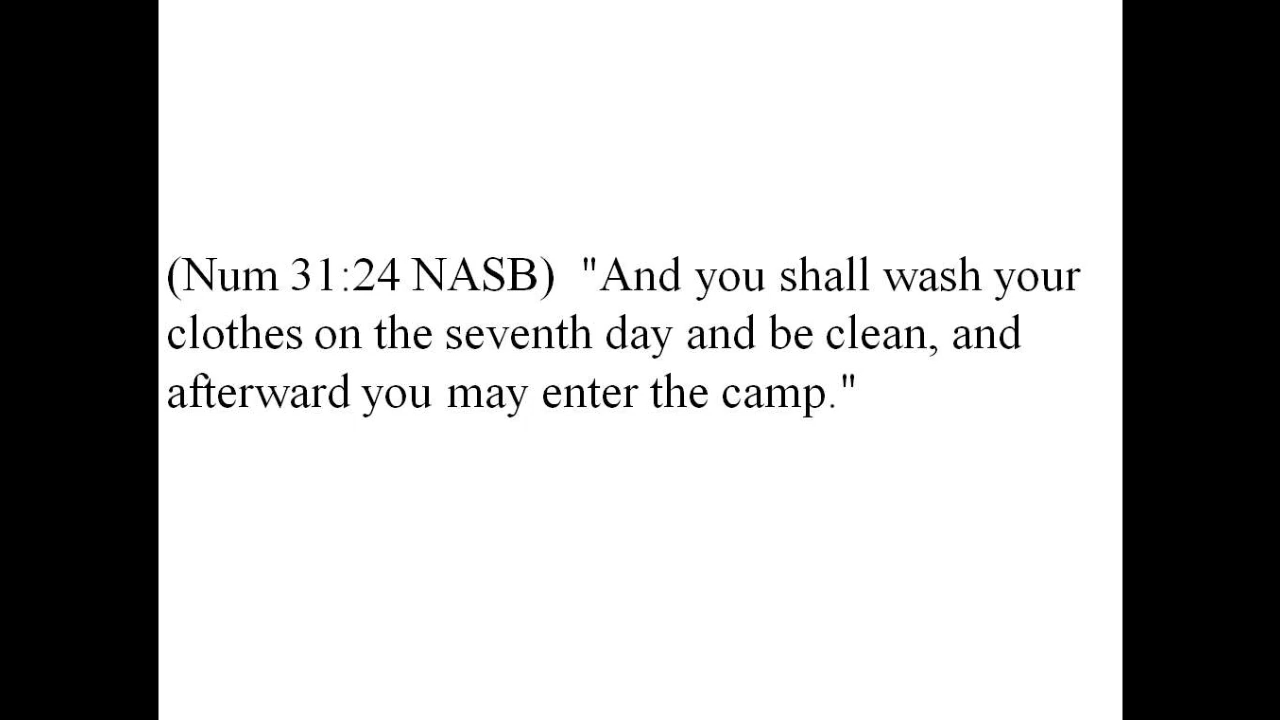 (Num 31:24 NASB)  "And you shall wash your
clothes on the seventh day and be clean, and
afterward you may enter the camp."